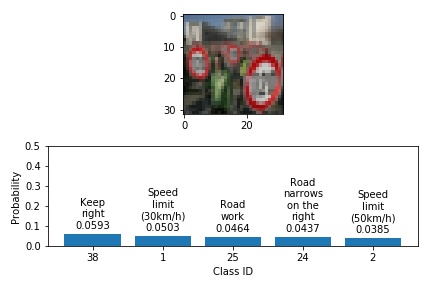 0
10
20
30
0 20
0.5
0.4
0.3
0.2
0.1
0.0
Probability
Keep
right
0.0593
Speed
limit
(30km/h)
0.0503
Road
work
0.0464
Road
narrows
on the
right
0.0437
Speed
limit
(50km/h)
0.0385
38 1 25 24 2
Class ID